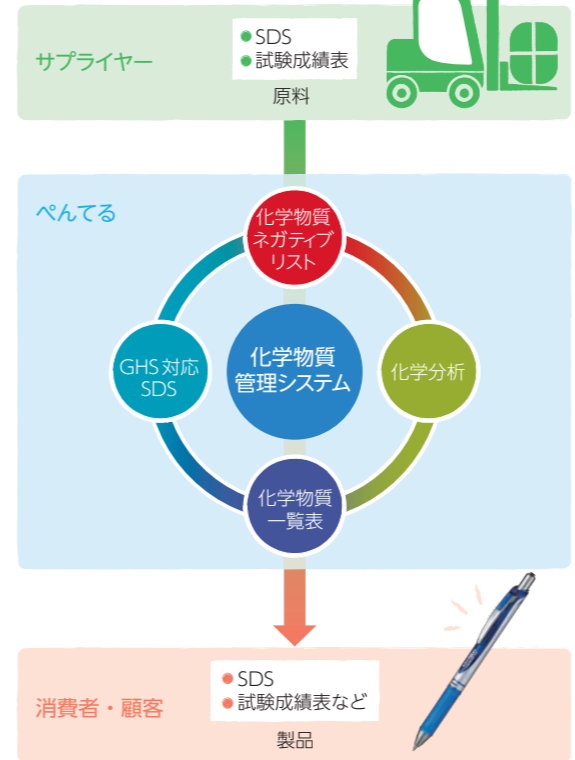 サプライヤー
SDS
試験成績表
原料
ぺんてる
化学物質
ネガティブ
リスト
GHS 対応
SDS
化学物質
管理システム
化学分析
化学物質
一覧表
消費者・顧客
SDS
試験成績表など
製品